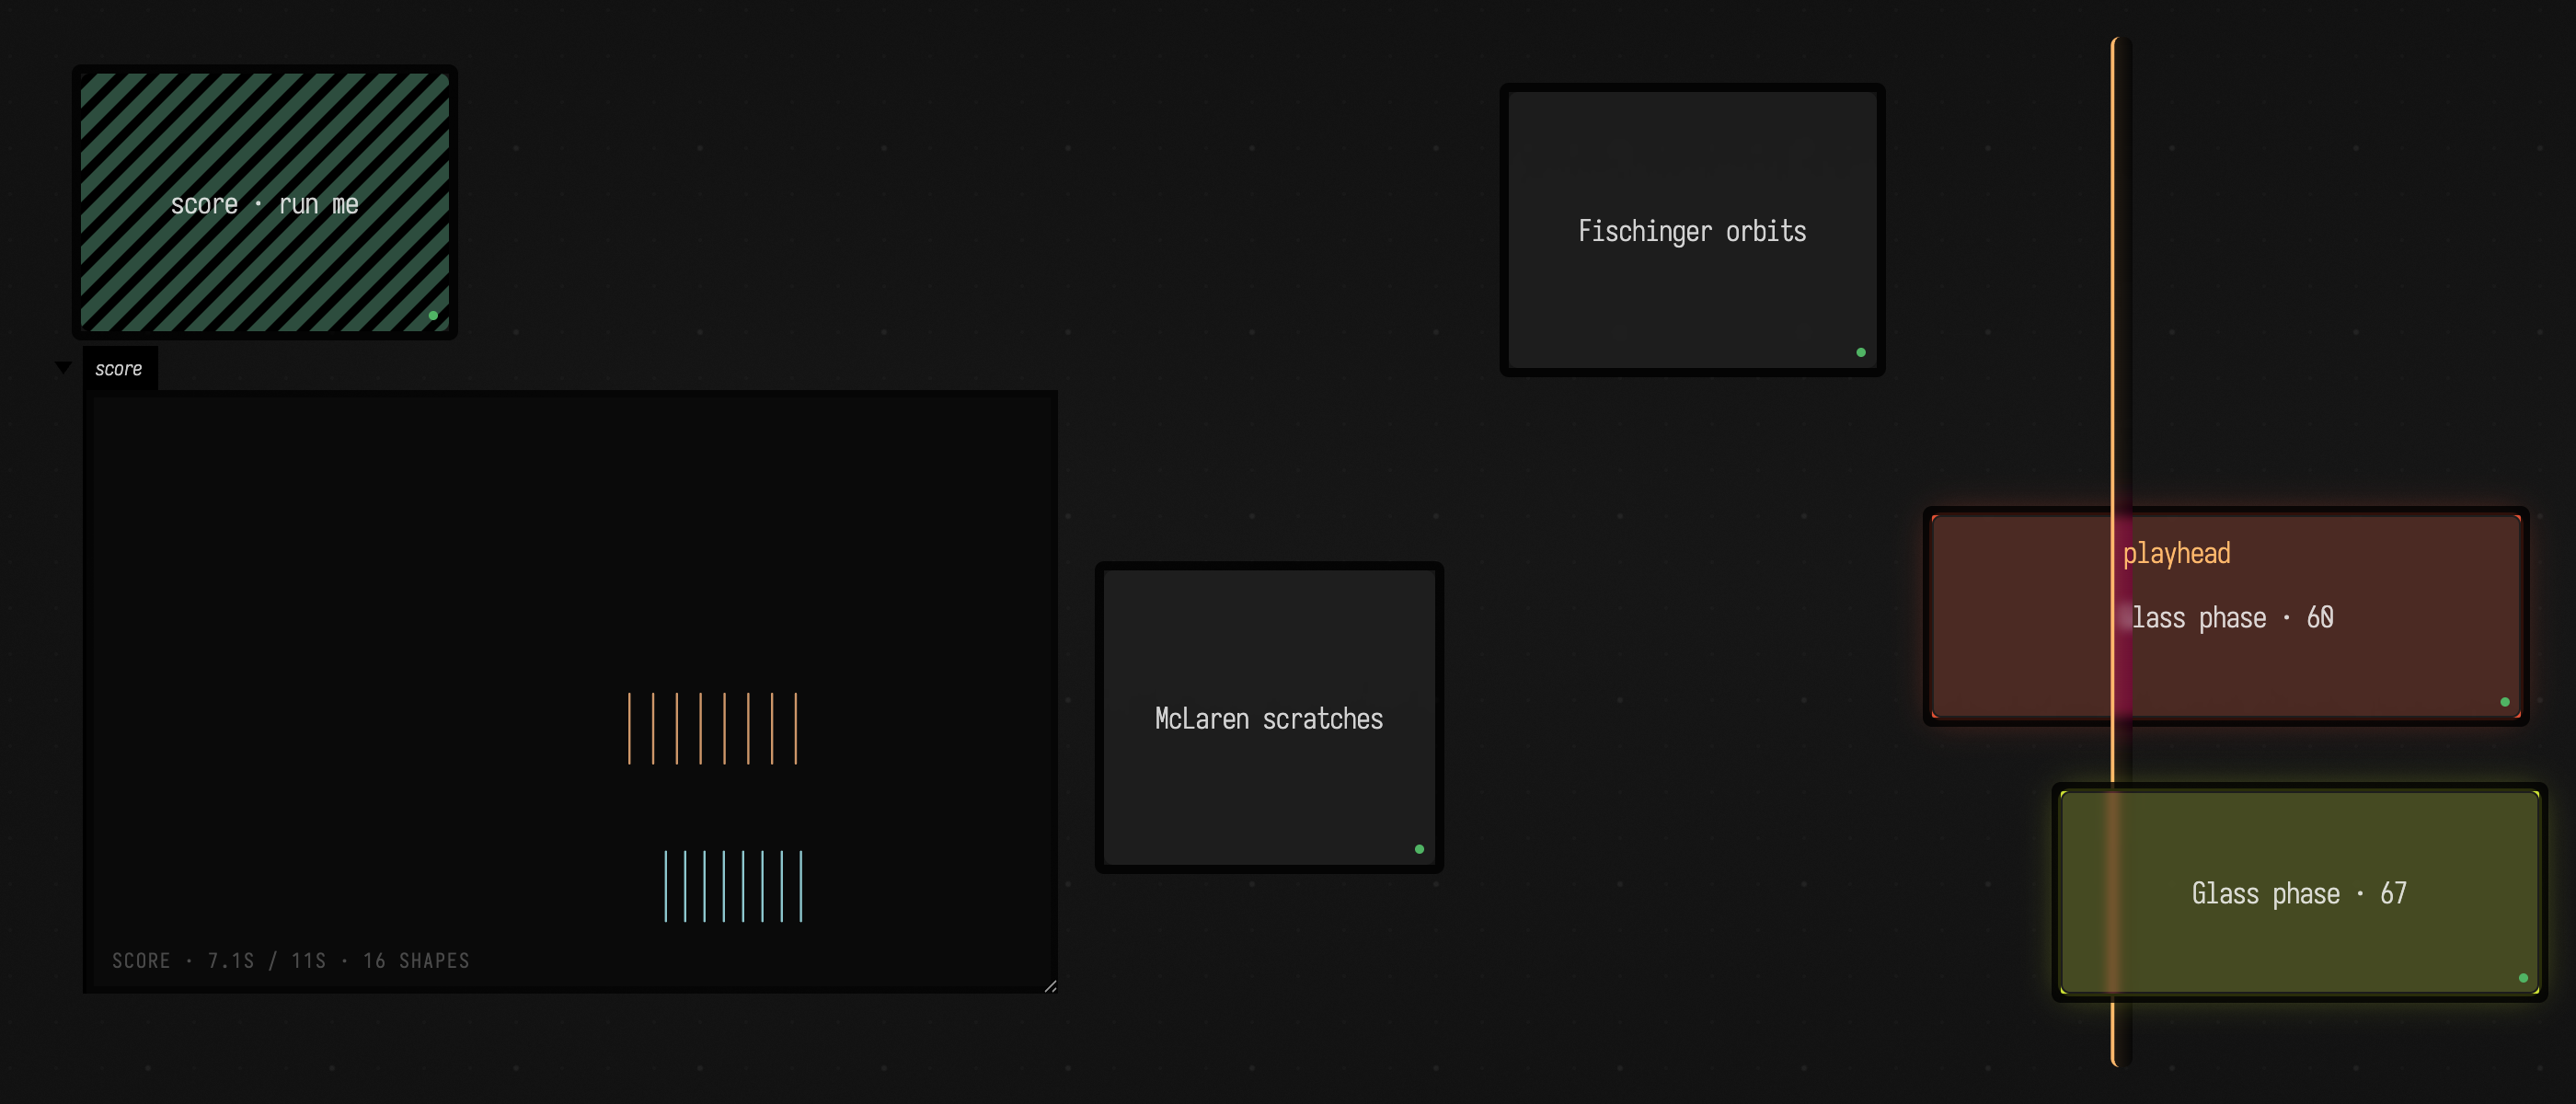 score · run me
Fischinger orbits
score
playhead
lass phase · 60
McLaren scratches
Glass phase · 67
SCORE · 7.1S / 11S · 16 SHAPES